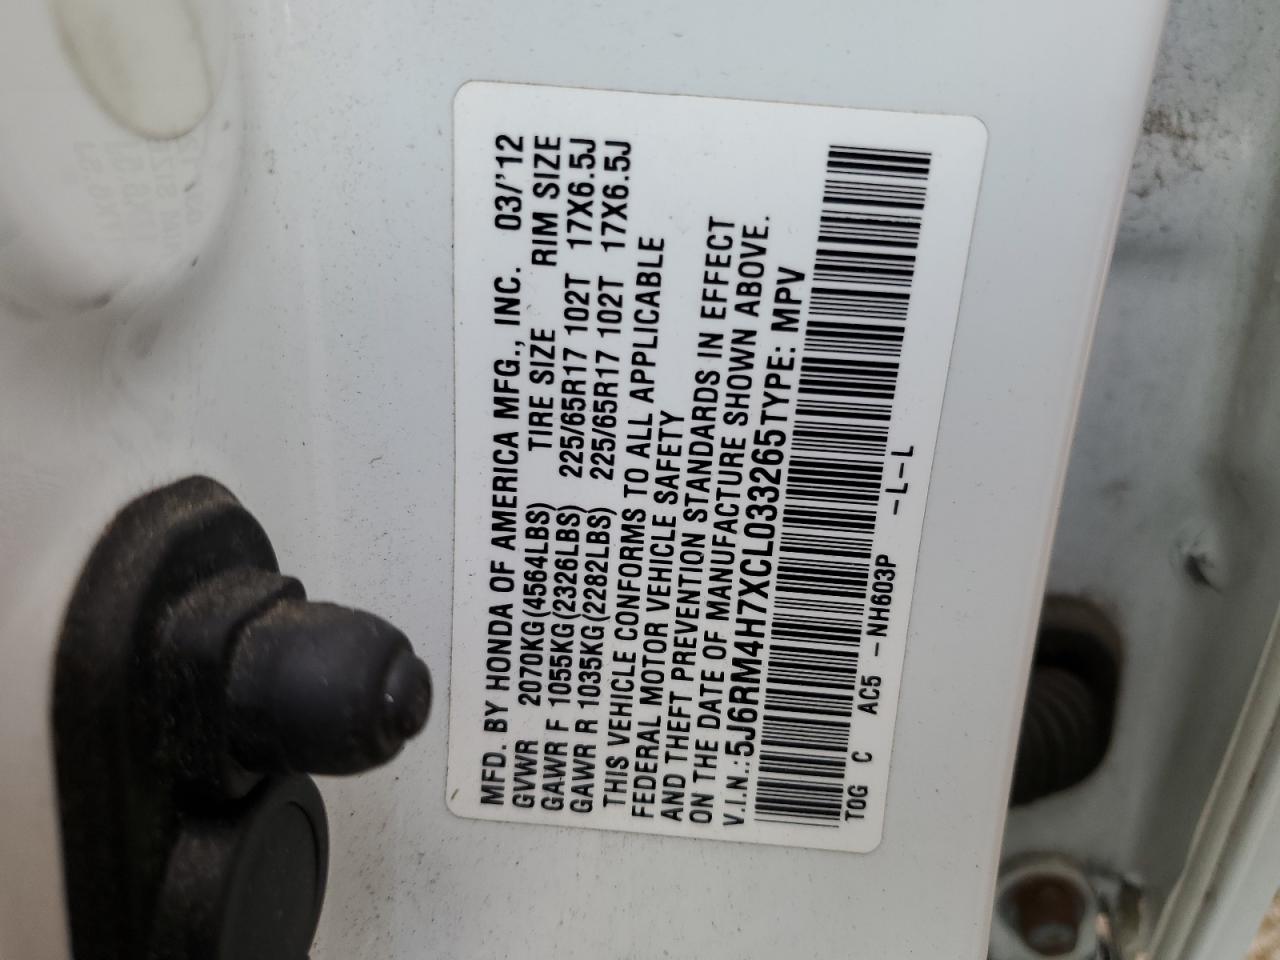 MFD. BY HONDA OF AMERICA MFG., INC. 03/'12
GVWR 2070KG(4564LBS) TIRE SIZE RIM SIZE
GAWR F 1055KG(2326LBS) 225/65R17 102T 17X6.5J
GAWR R 1035KG(2282LBS) 225/65R17 102T 17X6.5J
THIS VEHICLE CONFORMS TO ALL APPLICABLE
FEDERAL MOTOR VEHICLE SAFETY
AND THEFT PREVENTION STANDARDS IN EFFECT
ON THE DATE OF MANUFACTURE SHOWN ABOVE.
V.I.N.:5J6RM4H7XCL033265TYPE: MPV
TOG C AC5 -NH603P -L-L